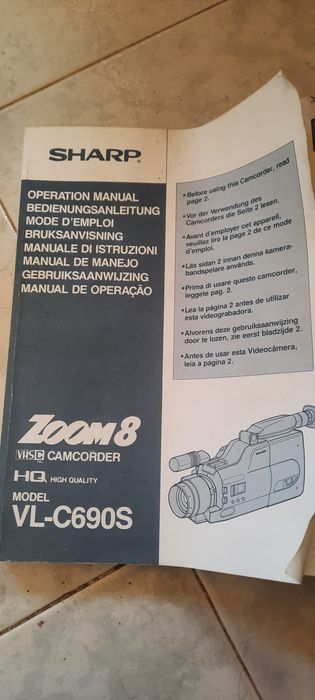 SHARP
OPERATION MANUAL
BEDIENUNGSANLEITUNG
MODE D'EMPLOI
BRUKSANVISNING
MANUALE DI ISTRUZIONI
MANUAL DE MANEJO
GEBRUIKSAANWIJZING
MANUAL DE OPERAÇÃO
• Before using this Camcorder, read
page 2.
• Vor der Verwendung des
Camcorders die Seite 2 lesen.
• Avant d'employer cet appareil,
veuillez lire la page 2 de ce mode
d'emploi.
• Läs sidan 2 innan denna kamera-
bandspelare används.
• Prima di usare questo camcorder,
leggete pag. 2.
• Lea la página 2 antes de utilizar
esta videograbadora.
• Alvorens deze gebruiksaanwijzing
door te lezen, zie eerst bladzijde 2.
• Antes de usar esta Videocâmera,
leia a página 2.
ZOOM 8
VHS C CAMCORDER
HQ HIGH QUALITY
MODEL
VL-C690S